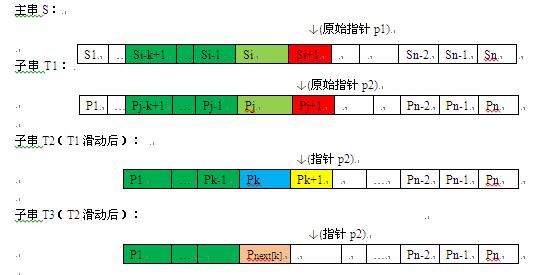 主串 S：
↓(原始指针 p1)
S1 … Si-k+1 … Si-1 Si Si+1 Sn-2 Sn-1 Sn
子串 T1：
↓(原始指针 p2)
P1 … Pj-k+1 … Pj-1 Pj Pj+1 Pn-2 Pn-1 Pn
子串 T2（T1 滑动后）：
↓(指针 p2)
P1 … Pk-1 Pk Pk+1 …. Pn-2 Pn-1 Pn
子串 T3（T2 滑动后）：
↓(指针 p2)
P1 … Pnext[k] …. Pn-2 Pn-1 Pn